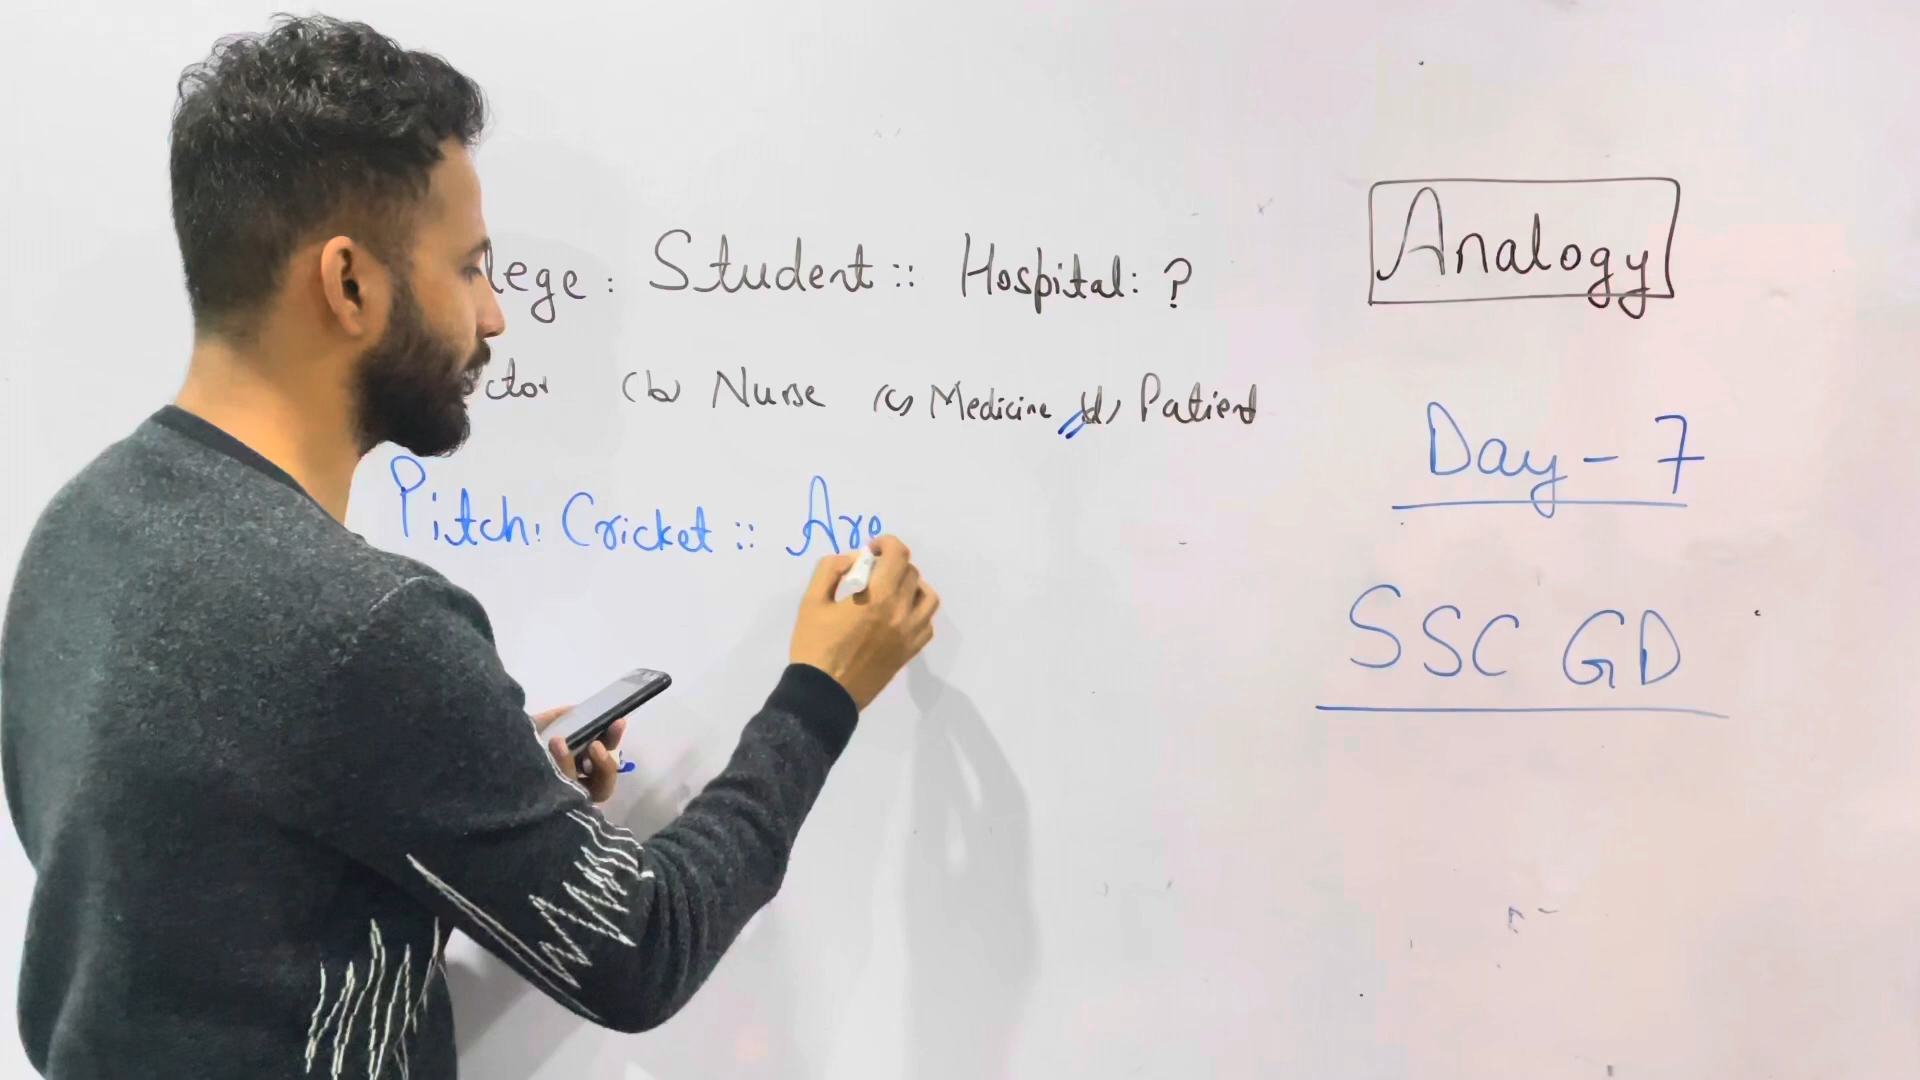 Analogy
lege : Student :: Hospital : ?
ctor (b) Nurse (c) Medicine (d) Patient
Pitch : Cricket :: Are
Day - 7
SSC GD